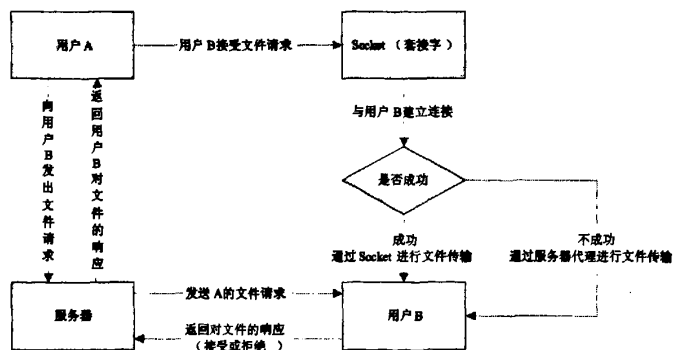 用户A
用户 B接受文件请求
Socket （套接字 ）
向用户B发出文件请求
返回用户B对文件的响应
与用户 B建立连接
是否成功
成功
通过 Socket 进行文件传输
不成功
通过服务器代理进行文件传输
服务器
发送 A的文件请求
用户 B
返回对文件的响应
（ 接受或拒绝 ）